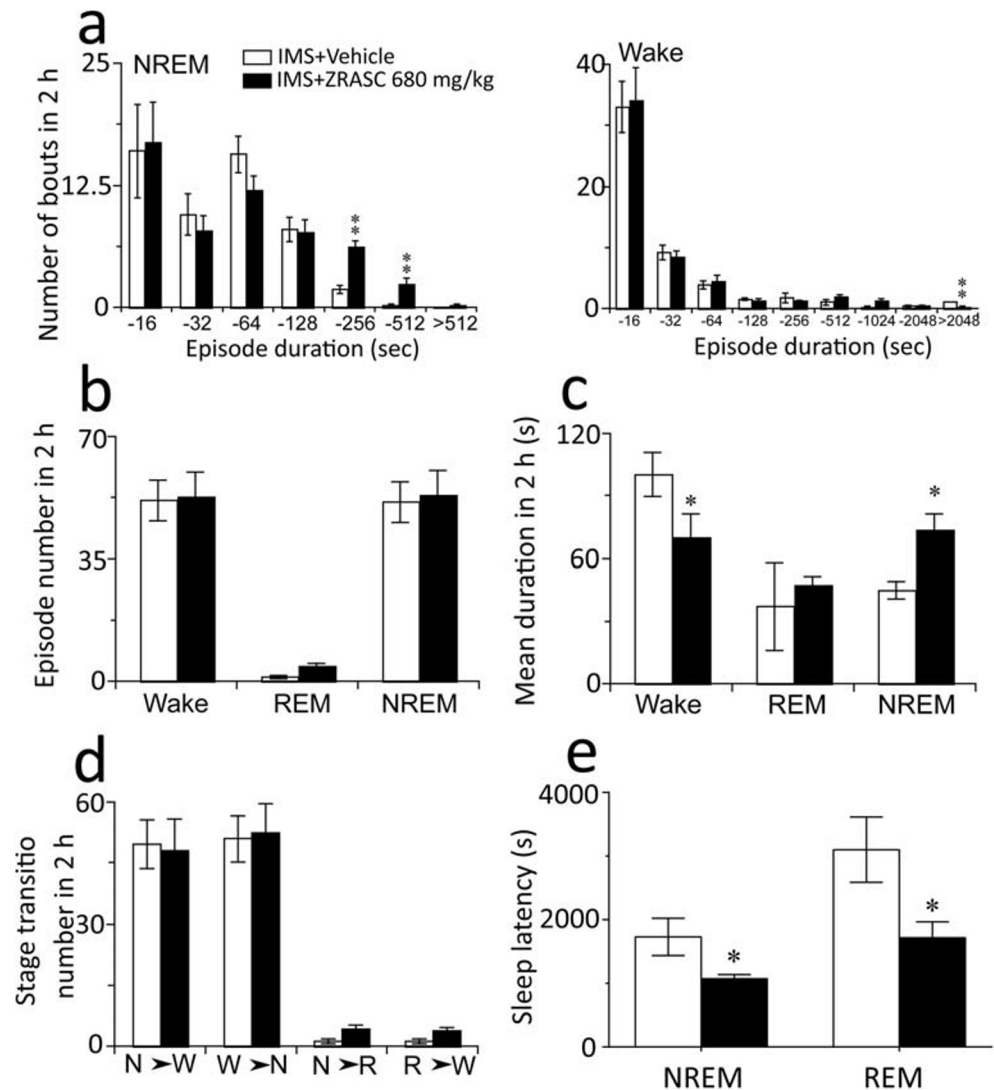 a
NREM
IMS+Vehicle
IMS+ZRASC 680 mg/kg
Number of bouts in 2 h
25
12.5
0
**
**
-16 -32 -64 -128 -256 -512 >512
Episode duration (sec)
Wake
40
20
0
**
-16 -32 -64 -128 -256 -512 -1024 -2048 >2048
Episode duration (sec)
b
Episode number in 2 h
70
35
0
Wake REM NREM
c
Mean duration in 2 h (s)
120
60
0
*
*
Wake REM NREM
d
Stage transitio
number in 2 h
60
30
0
N ➤W W ➤N N ➤R R ➤W
e
Sleep latency (s)
4000
2000
0
*
*
NREM REM